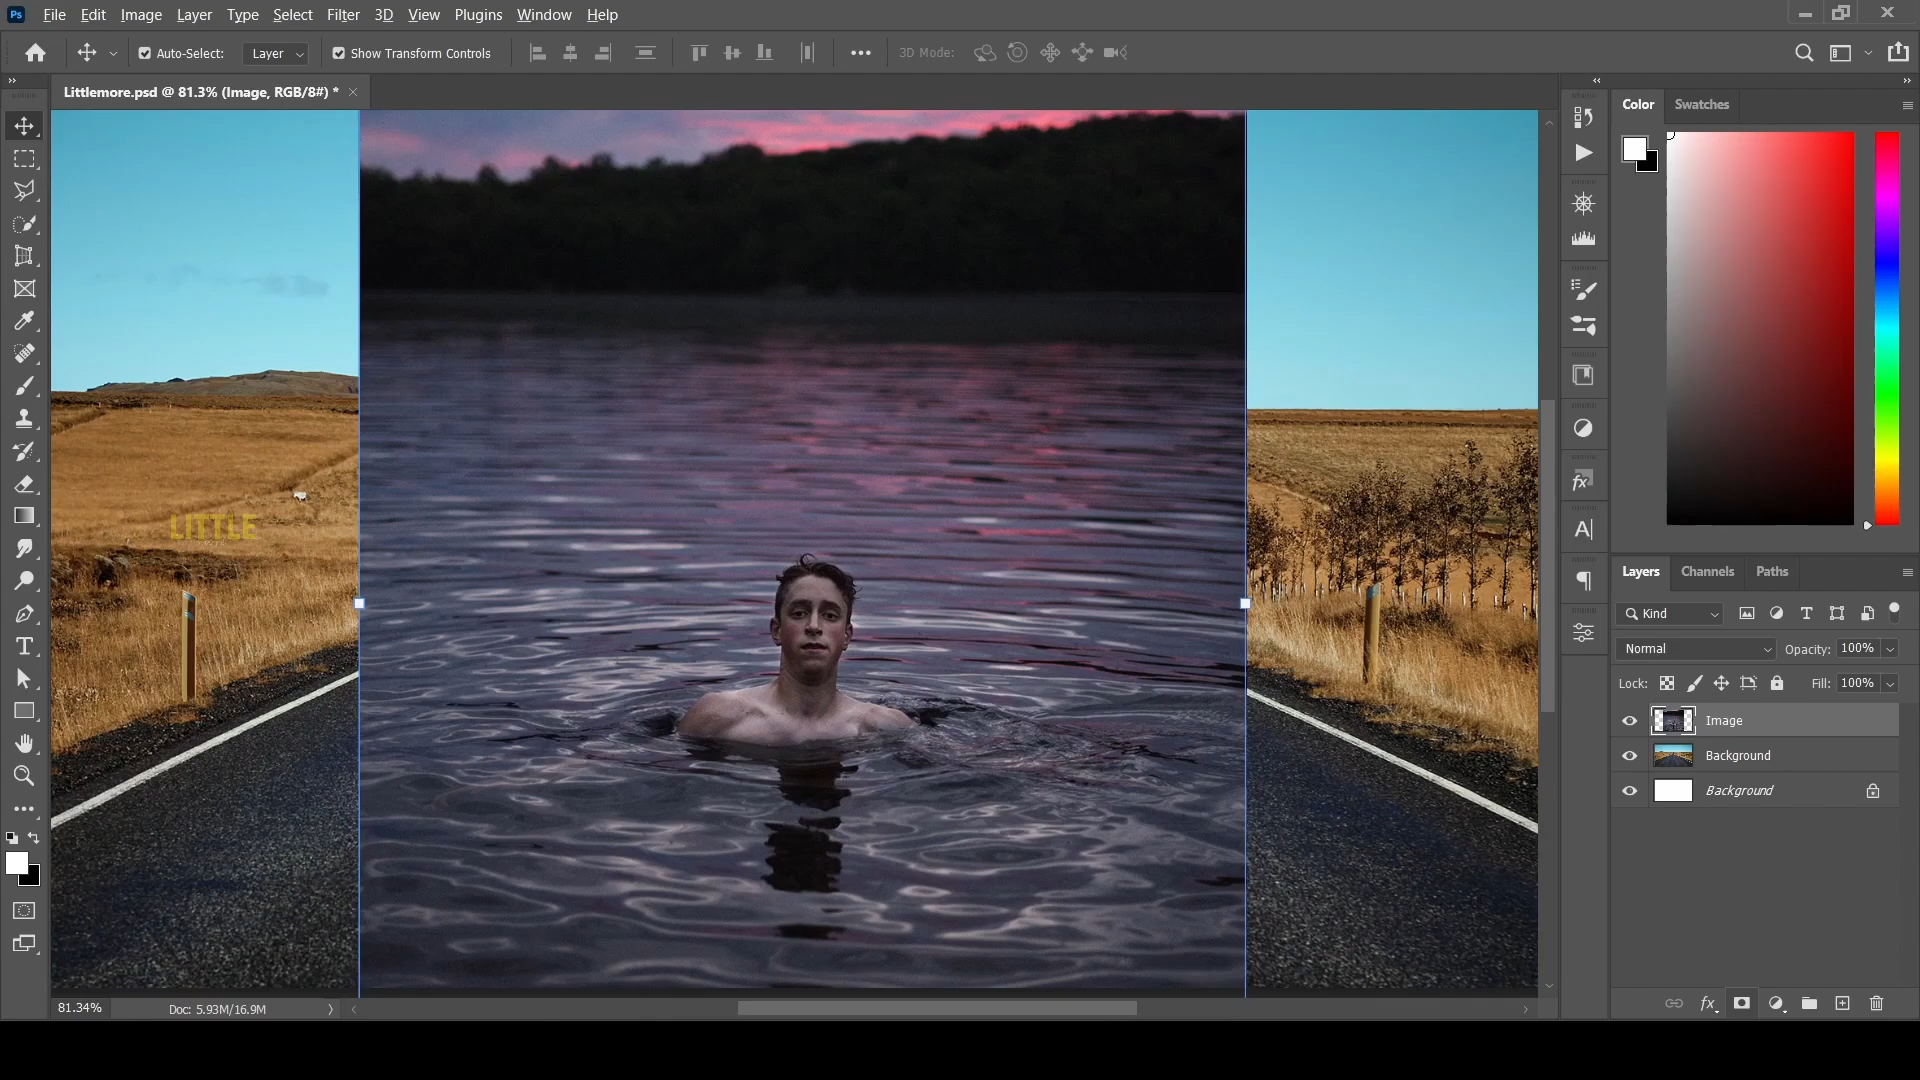 Ps File Edit Image Layer Type Select Filter 3D View Plugins Window Help
Auto-Select: Layer Show Transform Controls 3D Mode:
Littlemore.psd @ 81.3% (Image, RGB/8#) *
Color Swatches
LITTLE
Layers Channels Paths
Kind
Normal Opacity: 100%
Lock: Fill: 100%
Image
Background
Background
81.34% Doc: 5.93M/16.9M